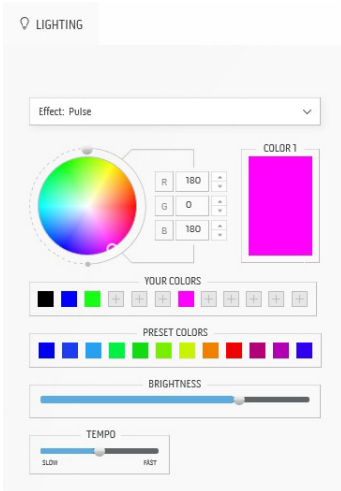 LIGHTING
Effect: Pulse
COLOR 1
R 180
G 0
B 180
YOUR COLORS
PRESET COLORS
BRIGHTNESS
TEMPO
SLOW FAST